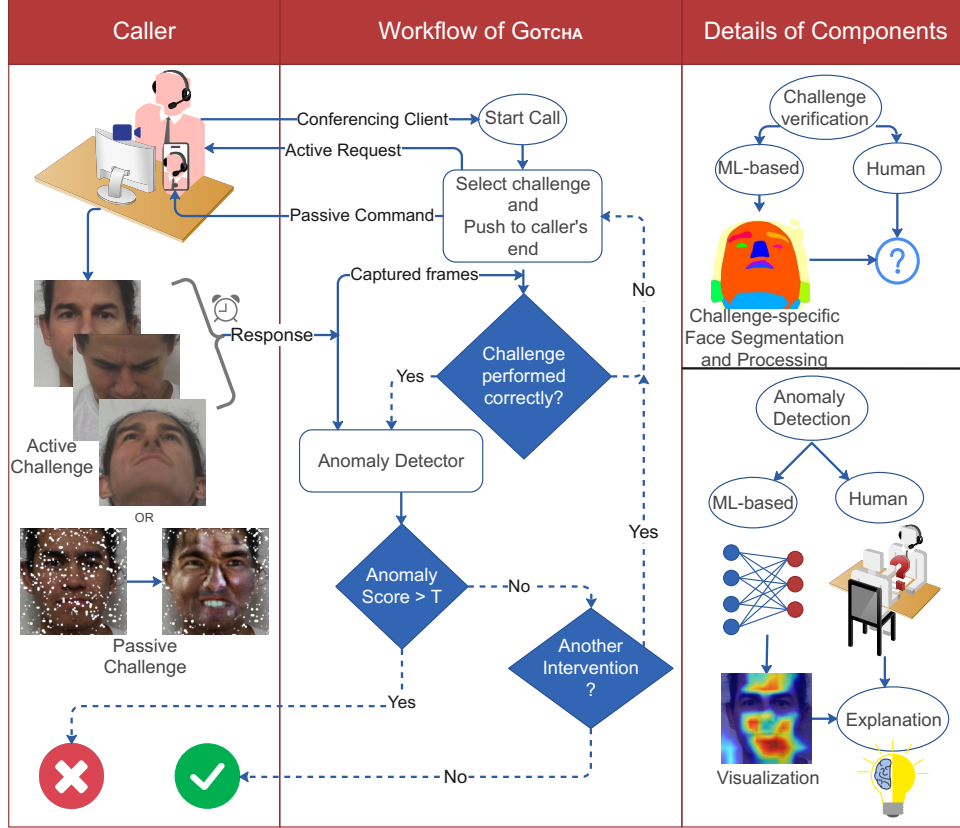 Caller
Workflow of GOTCHA
Details of Components
Conferencing Client
Start Call
Active Request
Select challenge
and
Push to caller's
end
Passive Command
Captured frames
Response
No
Challenge
performed
correctly?
Yes
Anomaly Detector
Active
Challenge
OR
Passive
Challenge
Anomaly
Score > T
No
Yes
Another
Intervention
?
Yes
No
Challenge
verification
ML-based
Human
?
Challenge-specific
Face Segmentation
and Processing
Anomaly
Detection
ML-based
Human
?
Visualization
Explanation